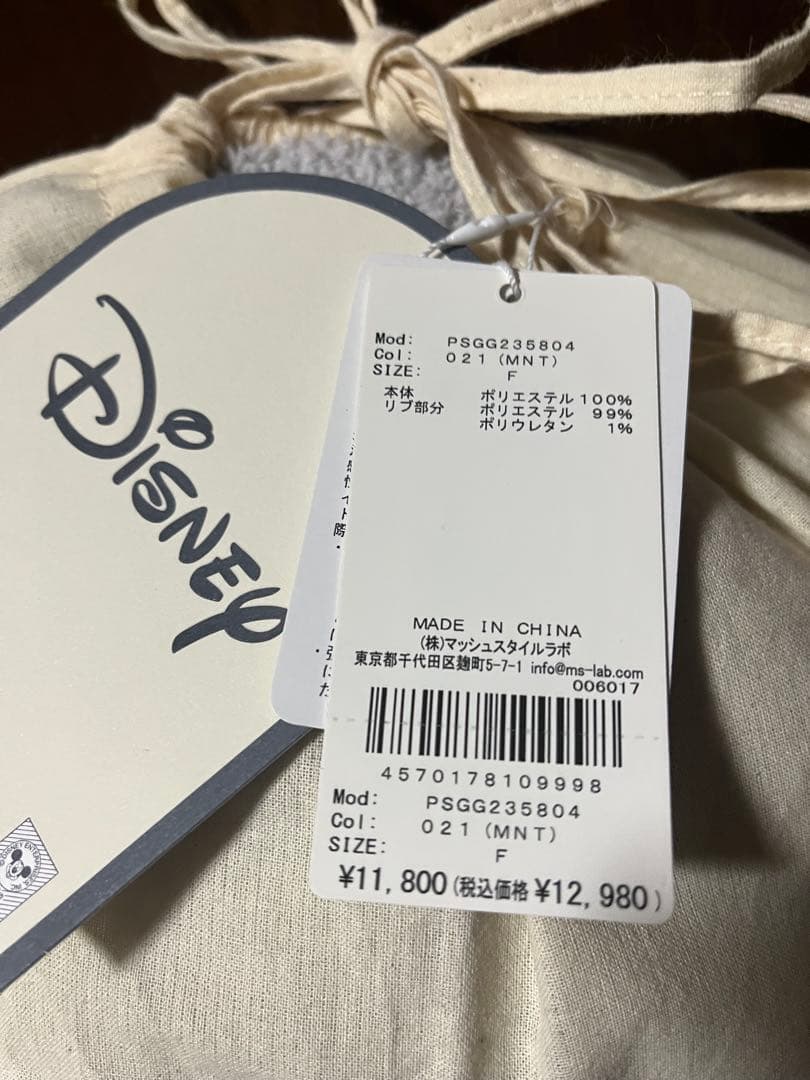 Disney
Mod: PSGG235804
Col: 021 (MNT)
SIZE: F
本体 ポリエステル 100%
リブ部分 ポリエステル 99%
ポリウレタン 1%
MADE IN CHINA
(株)マッシュスタイルラボ
東京都千代田区麹町5-7-1 info@ms-lab.com
006017
4570178109998
Mod: PSGG235804
Col: 021 (MNT)
SIZE: F
¥11,800(税込価格 ¥12,980)
©DISNEY ENTERPRISES, INC.